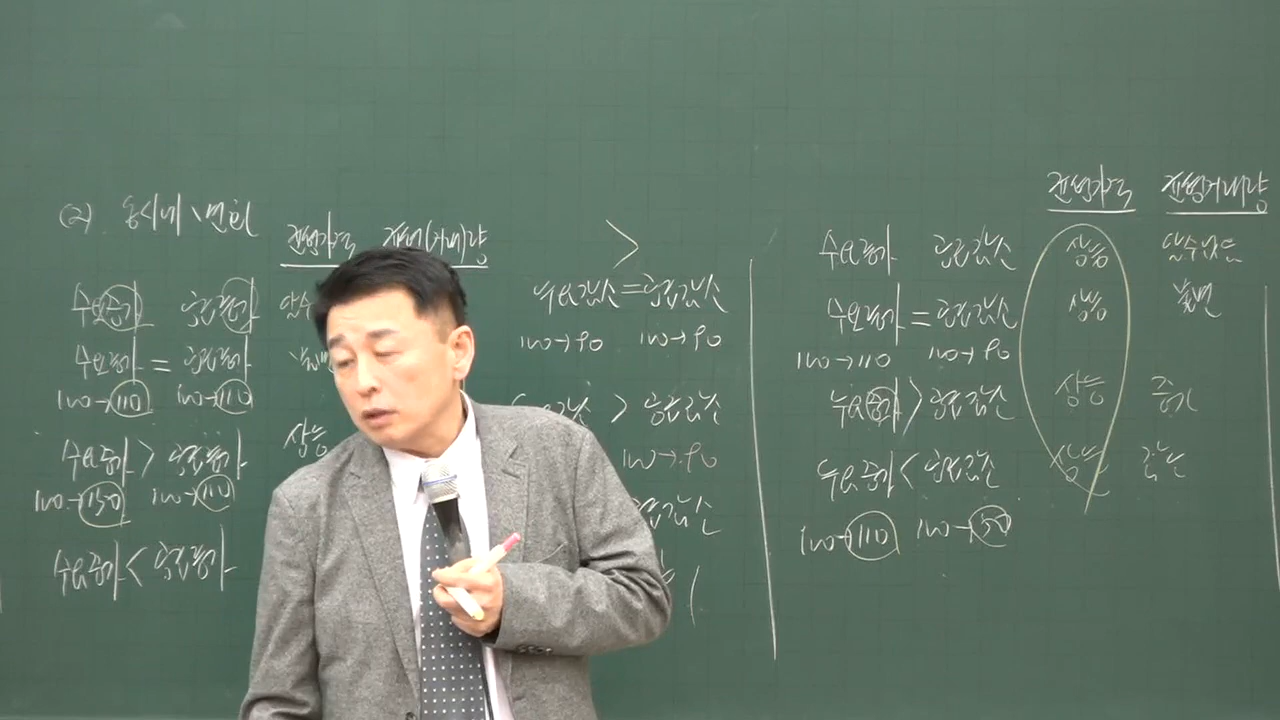 (2) 동시에 변화
균형가격 균형(거래)량
수요증가 공급증가
수요증가 = 공급증가
100→110 100→110
수요증가 > 공급증가 상승
100→150 100→110
수요증가 < 공급증가
>
수요감소 = 공급감소
100→90 100→90
> 공급감소
100→90
공급감소
균형가격 균형거래량
수요증가 공급감소 상승 알수없음
수요증가 = 공급감소 상승 불변
100→110 100→90
수요증가 > 공급감소 상승 증가
수요증가 < 공급감소 상승 감소
100→110 100→50